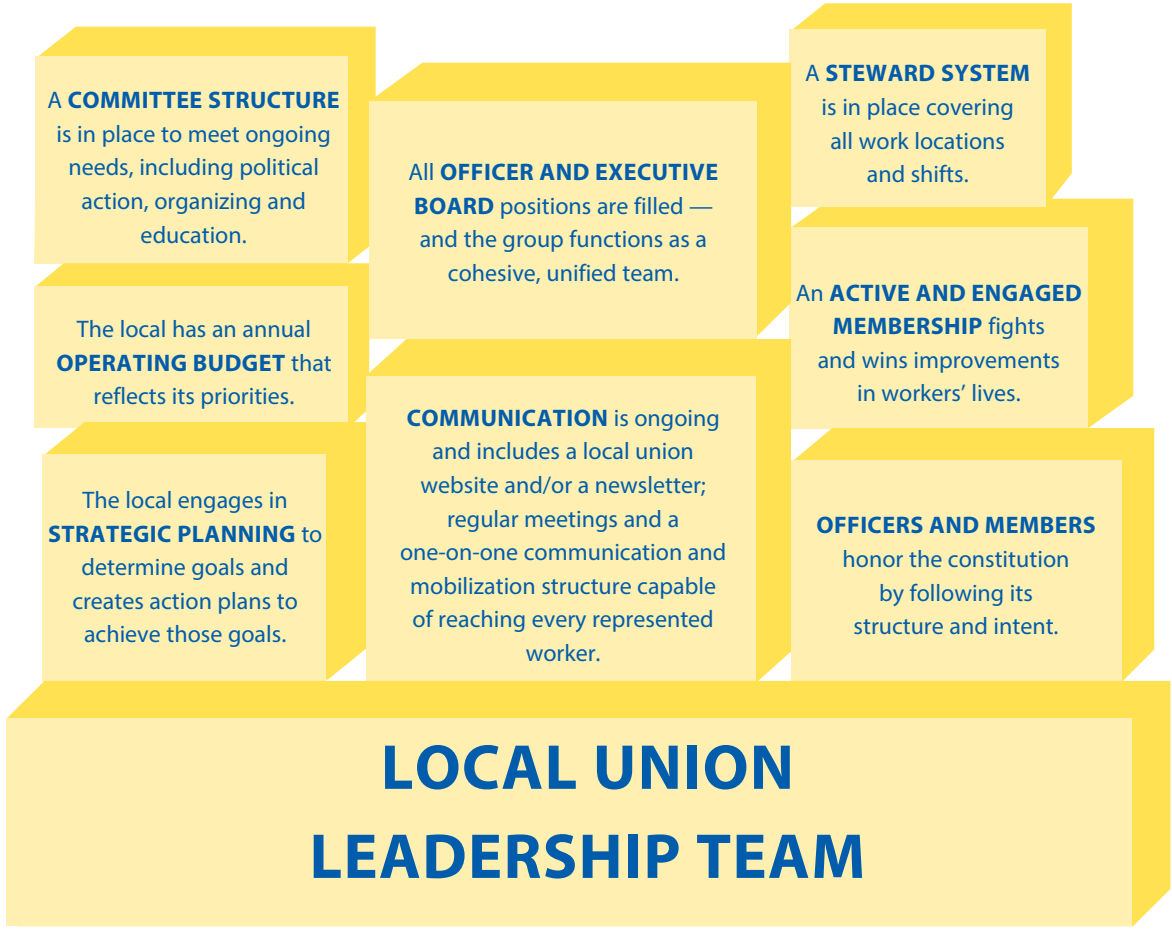 A COMMITTEE STRUCTURE
is in place to meet ongoing
needs, including political
action, organizing and
education.
The local has an annual
OPERATING BUDGET that
reflects its priorities.
The local engages in
STRATEGIC PLANNING to
determine goals and
creates action plans to
achieve those goals.
All OFFICER AND EXECUTIVE
BOARD positions are filled —
and the group functions as a
cohesive, unified team.
COMMUNICATION is ongoing
and includes a local union
website and/or a newsletter;
regular meetings and a
one-on-one communication and
mobilization structure capable
of reaching every represented
worker.
A STEWARD SYSTEM
is in place covering
all work locations
and shifts.
An ACTIVE AND ENGAGED
MEMBERSHIP fights
and wins improvements
in workers’ lives.
OFFICERS AND MEMBERS
honor the constitution
by following its
structure and intent.
LOCAL UNION
LEADERSHIP TEAM